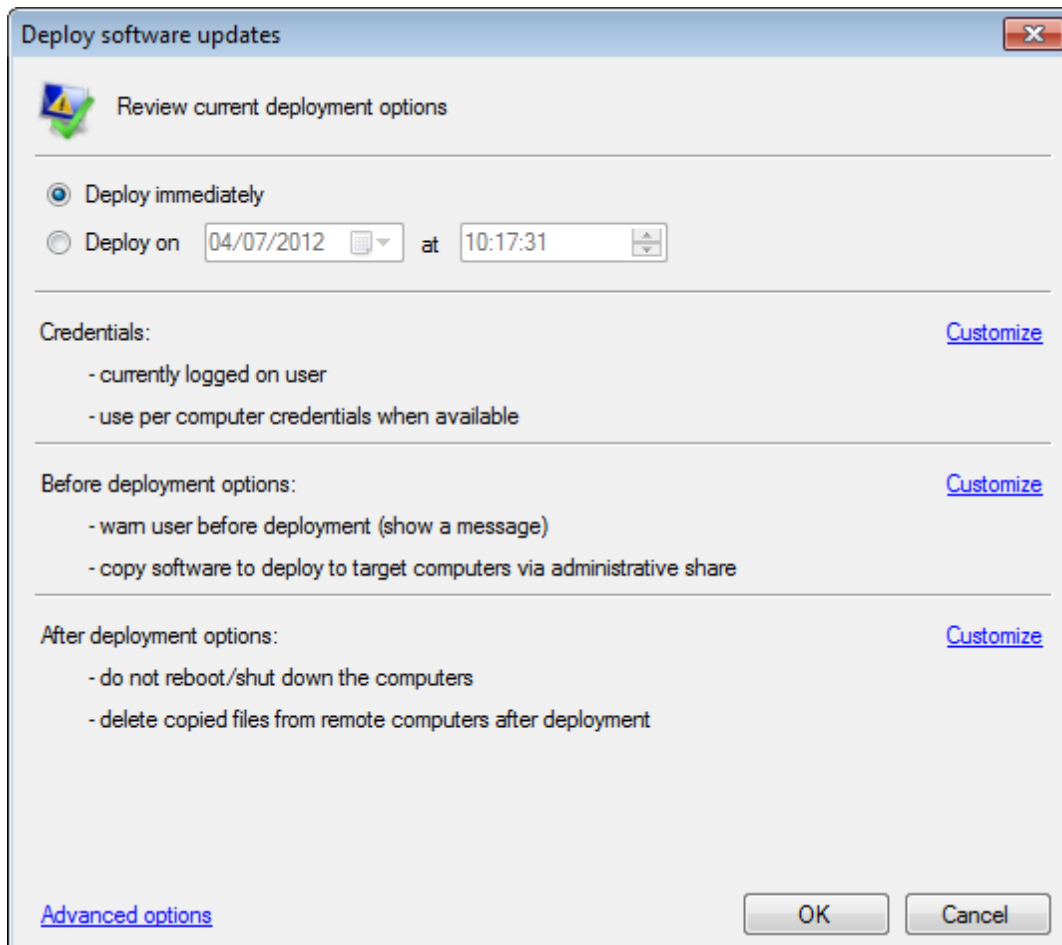 Deploy software updates
Review current deployment options
Deploy immediately
Deploy on 04/07/2012 at 10:17:31
Credentials: Customize
- currently logged on user
- use per computer credentials when available
Before deployment options: Customize
- warn user before deployment (show a message)
- copy software to deploy to target computers via administrative share
After deployment options: Customize
- do not reboot/shut down the computers
- delete copied files from remote computers after deployment
Advanced options OK Cancel